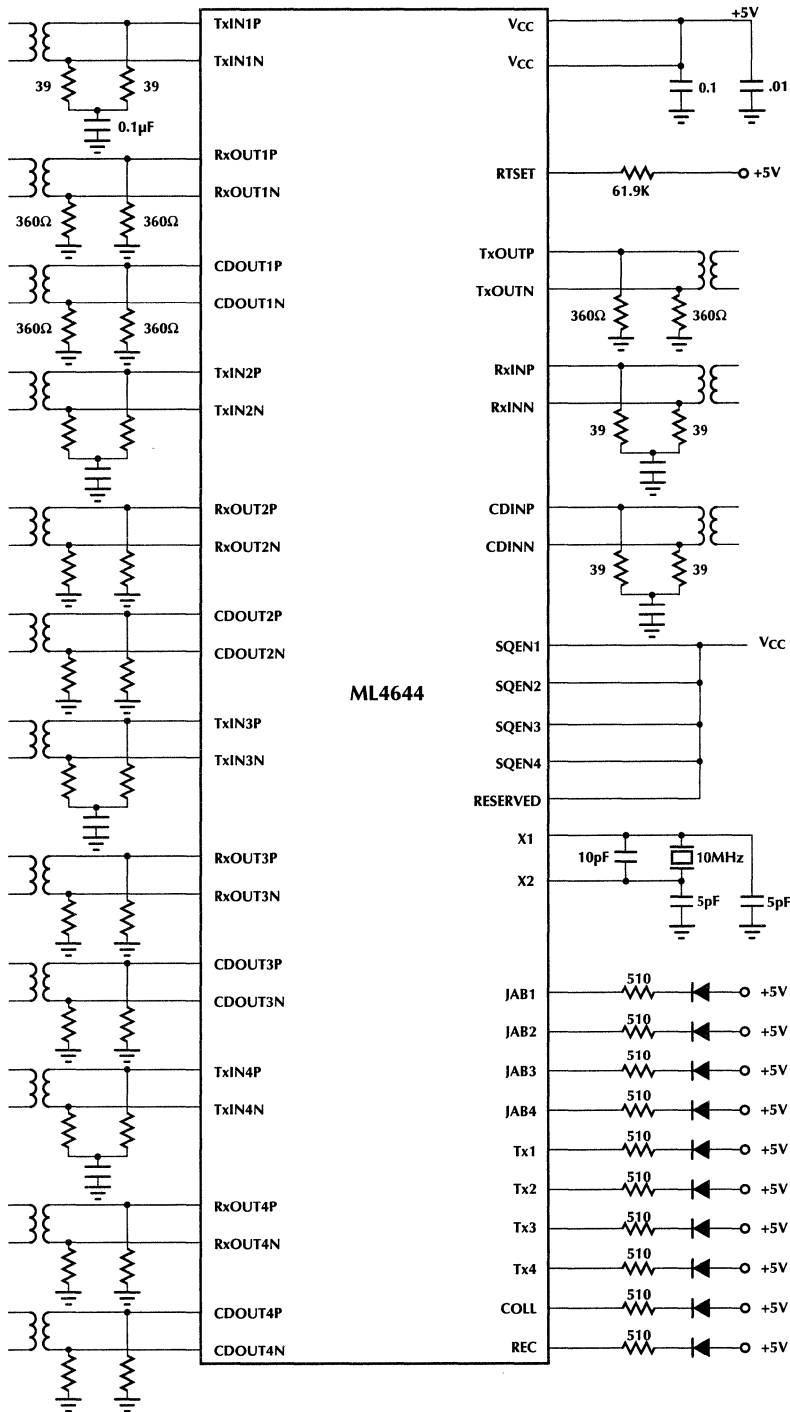 TxIN1P
TxIN1N
39
39
0.1µF
RxOUT1P
RxOUT1N
360Ω
360Ω
CDOUT1P
CDOUT1N
360Ω
360Ω
TxIN2P
TxIN2N
RxOUT2P
RxOUT2N
CDOUT2P
CDOUT2N
TxIN3P
TxIN3N
RxOUT3P
RxOUT3N
CDOUT3P
CDOUT3N
TxIN4P
TxIN4N
RxOUT4P
RxOUT4N
CDOUT4P
CDOUT4N
ML4644
VCC
+5V
VCC
0.1
.01
RTSET
61.9K
+5V
TxOUTP
TxOUTN
360Ω
360Ω
RxINP
RxINN
39
39
CDINP
CDINN
39
39
SQEN1
VCC
SQEN2
SQEN3
SQEN4
RESERVED
X1
10pF
10MHz
X2
5pF
5pF
JAB1
510
+5V
JAB2
510
+5V
JAB3
510
+5V
JAB4
510
+5V
Tx1
510
+5V
Tx2
510
+5V
Tx3
510
+5V
Tx4
510
+5V
COLL
510
+5V
REC
510
+5V